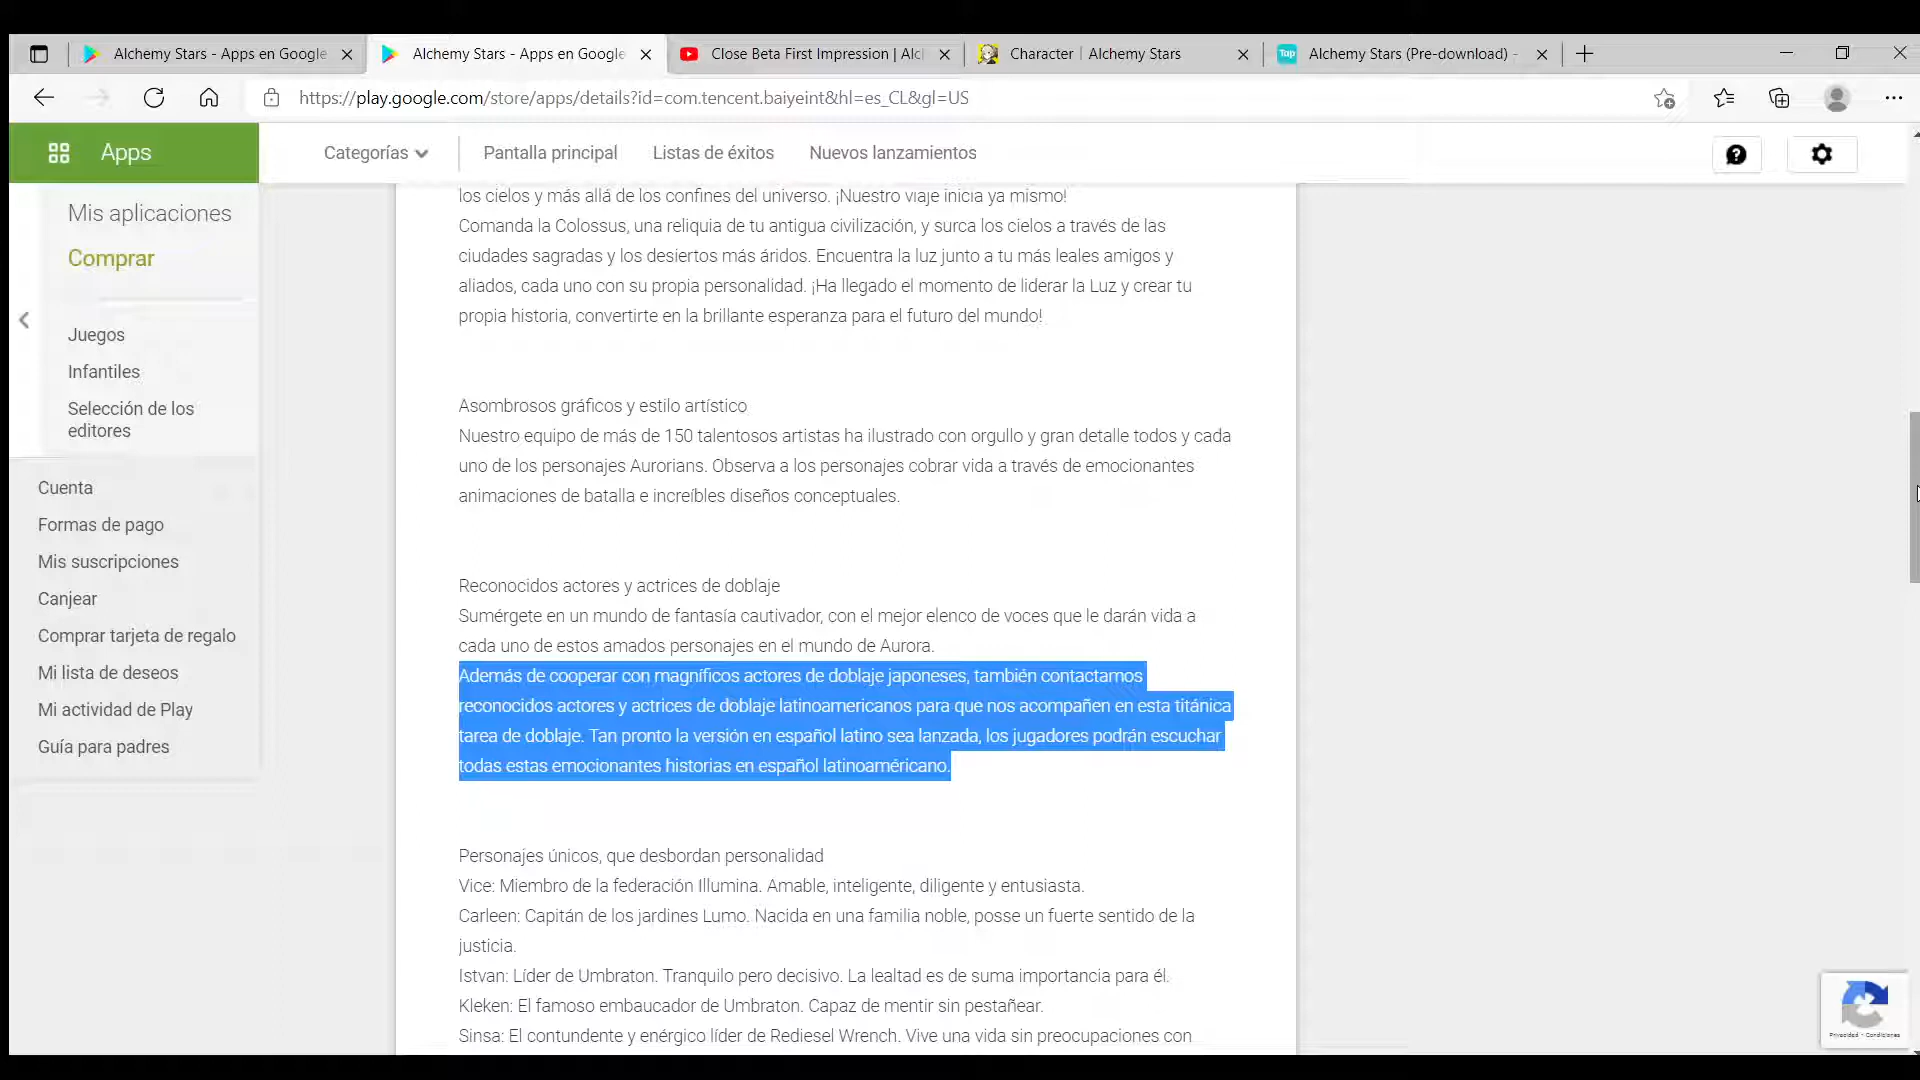 Alchemy Stars - Apps en Google
Alchemy Stars - Apps en Google
Close Beta First Impression | Alc
Character | Alchemy Stars
Tap
Alchemy Stars (Pre-download) -
https://play.google.com/store/apps/details?id=com.tencent.baiyeint&hl=es_CL&gl=US
Apps
Categorías
Pantalla principal
Listas de éxitos
Nuevos lanzamientos
Mis aplicaciones
Comprar
Juegos
Infantiles
Selección de los
editores
Cuenta
Formas de pago
Mis suscripciones
Canjear
Comprar tarjeta de regalo
Mi lista de deseos
Mi actividad de Play
Guía para padres
los cielos y más allá de los confines del universo. ¡Nuestro viaje inicia ya mismo!
Comanda la Colossus, una reliquia de tu antigua civilización, y surca los cielos a través de las
ciudades sagradas y los desiertos más áridos. Encuentra la luz junto a tu más leales amigos y
aliados, cada uno con su propia personalidad. ¡Ha llegado el momento de liderar la Luz y crear tu
propia historia, convertirte en la brillante esperanza para el futuro del mundo!
Asombrosos gráficos y estilo artístico
Nuestro equipo de más de 150 talentosos artistas ha ilustrado con orgullo y gran detalle todos y cada
uno de los personajes Aurorians. Observa a los personajes cobrar vida a través de emocionantes
animaciones de batalla e increíbles diseños conceptuales.
Reconocidos actores y actrices de doblaje
Sumérgete en un mundo de fantasía cautivador, con el mejor elenco de voces que le darán vida a
cada uno de estos amados personajes en el mundo de Aurora.
Además de cooperar con magníficos actores de doblaje japoneses, también contactamos
reconocidos actores y actrices de doblaje latinoamericanos para que nos acompañen en esta titánica
tarea de doblaje. Tan pronto la versión en español latino sea lanzada, los jugadores podrán escuchar
todas estas emocionantes historias en español latinoaméricano.
Personajes únicos, que desbordan personalidad
Vice: Miembro de la federación Illumina. Amable, inteligente, diligente y entusiasta.
Carleen: Capitán de los jardines Lumo. Nacida en una familia noble, posse un fuerte sentido de la
justicia.
Istvan: Líder de Umbraton. Tranquilo pero decisivo. La lealtad es de suma importancia para él.
Kleken: El famoso embaucador de Umbraton. Capaz de mentir sin pestañear.
Sinsa: El contundente y enérgico líder de Rediesel Wrench. Vive una vida sin preocupaciones con
Privacidad - Condiciones